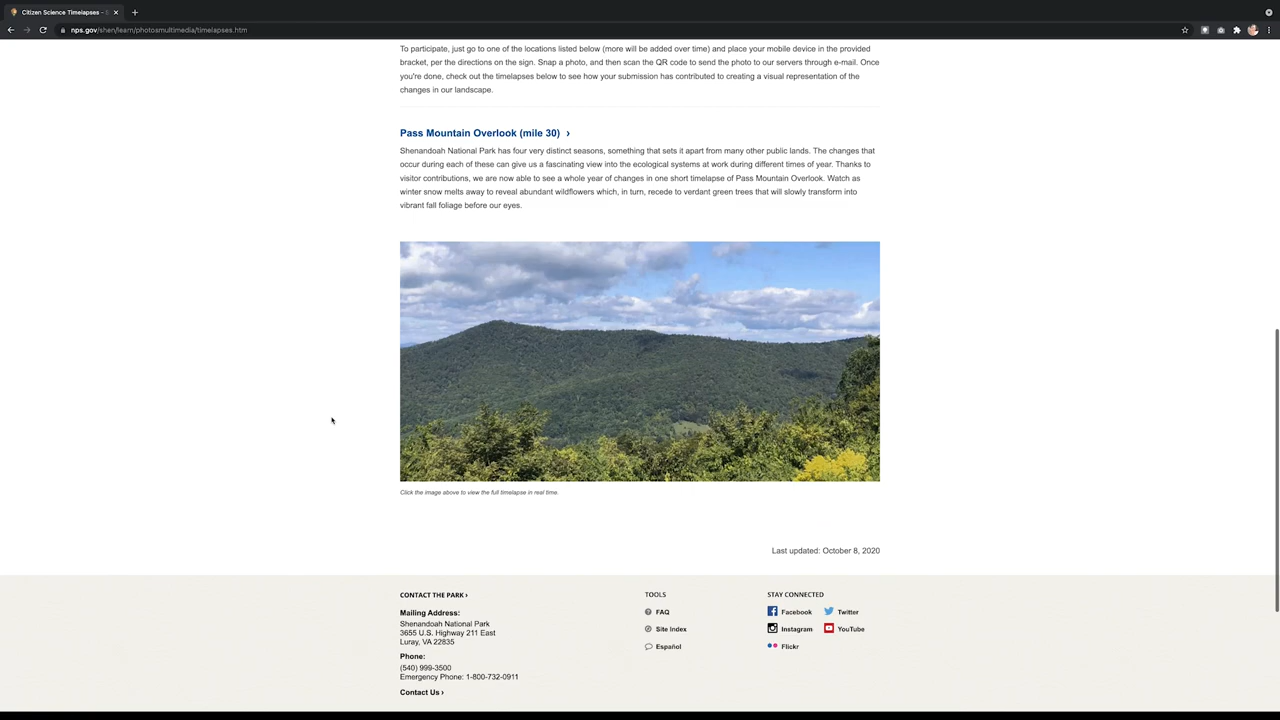 Citizen Science Timelapses -
nps.gov/shen/learn/photosmultimedia/timelapses.htm
To participate, just go to one of the locations listed below (more will be added over time) and place your mobile device in the provided
bracket, per the directions on the sign. Snap a photo, and then scan the QR code to send the photo to our servers through e-mail. Once
you're done, check out the timelapses below to see how your submission has contributed to creating a visual representation of the
changes in our landscape.
Pass Mountain Overlook (mile 30) ›
Shenandoah National Park has four very distinct seasons, something that sets it apart from many other public lands. The changes that
occur during each of these can give us a fascinating view into the ecological systems at work during different times of year. Thanks to
visitor contributions, we are now able to see a whole year of changes in one short timelapse of Pass Mountain Overlook. Watch as
winter snow melts away to reveal abundant wildflowers which, in turn, recede to verdant green trees that will slowly transform into
vibrant fall foliage before our eyes.
Click the image above to view the full timelapse in real time.
Last updated: October 8, 2020
CONTACT THE PARK ›
Mailing Address:
Shenandoah National Park
3655 U.S. Highway 211 East
Luray, VA 22835
Phone:
(540) 999-3500
Emergency Phone: 1-800-732-0911
Contact Us ›
TOOLS
FAQ
Site Index
Español
STAY CONNECTED
Facebook Twitter
Instagram YouTube
Flickr